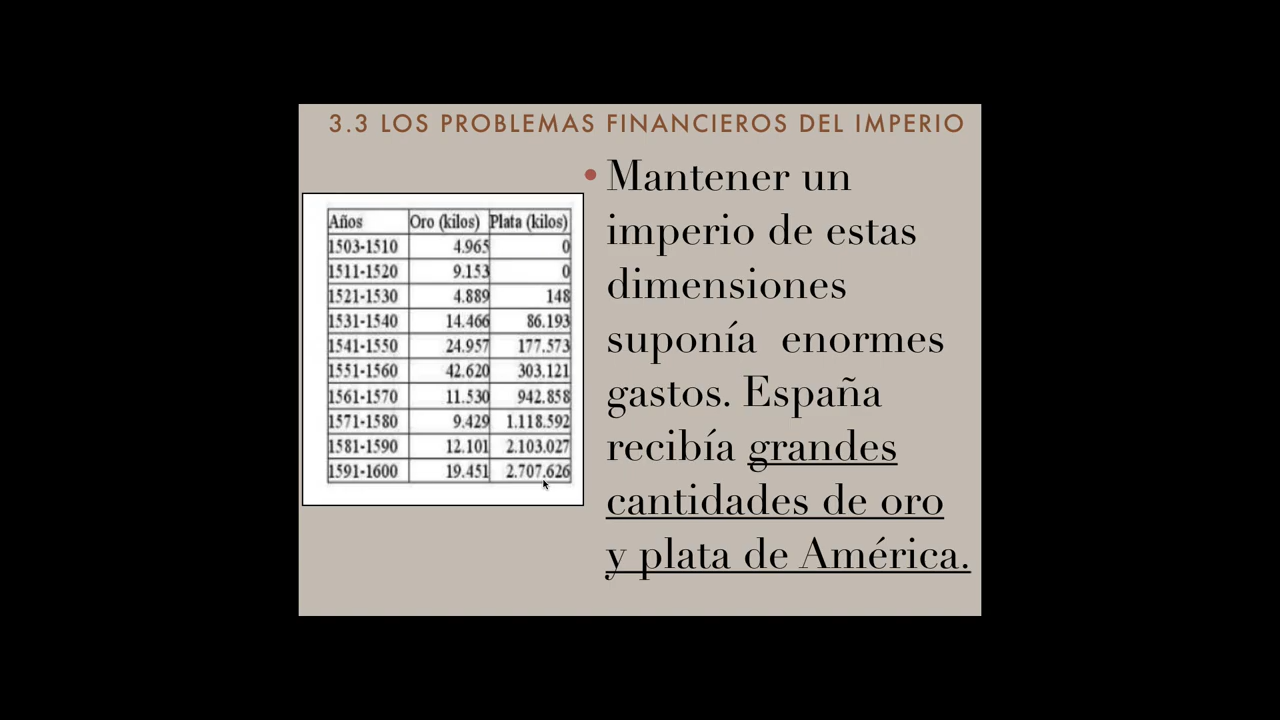 3.3 LOS PROBLEMAS FINANCIEROS DEL IMPERIO
Años Oro (kilos) Plata (kilos)
1503-1510 4.965 0
1511-1520 9.153 0
1521-1530 4.889 148
1531-1540 14.466 86.193
1541-1550 24.957 177.573
1551-1560 42.620 303.121
1561-1570 11.530 942.858
1571-1580 9.429 1.118.592
1581-1590 12.101 2.103.027
1591-1600 19.451 2.707.626
• Mantener un
imperio de estas
dimensiones
suponía enormes
gastos. España
recibía grandes
cantidades de oro
y plata de América.